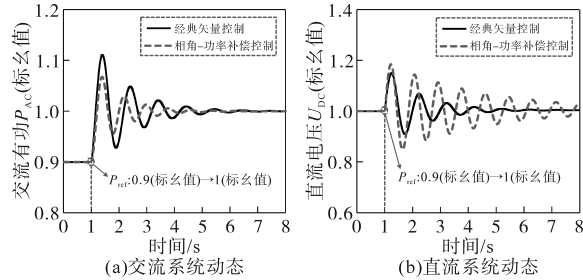 经典矢量控制
相角-功率补偿控制
交流有功P_AC(标幺值)
1.2
1.1
1.0
0.9
0.8
P_ref:0.9(标幺值)→1(标幺值)
0 1 2 3 4 5 6 7 8
时间/s
(a)交流系统动态
经典矢量控制
相角-功率补偿控制
直流电压U_DC(标幺值)
1.4
1.2
1.0
0.8
0.6
P_ref:0.9(标幺值)→1(标幺值)
0 1 2 3 4 5 6 7 8
时间/s
(b)直流系统动态